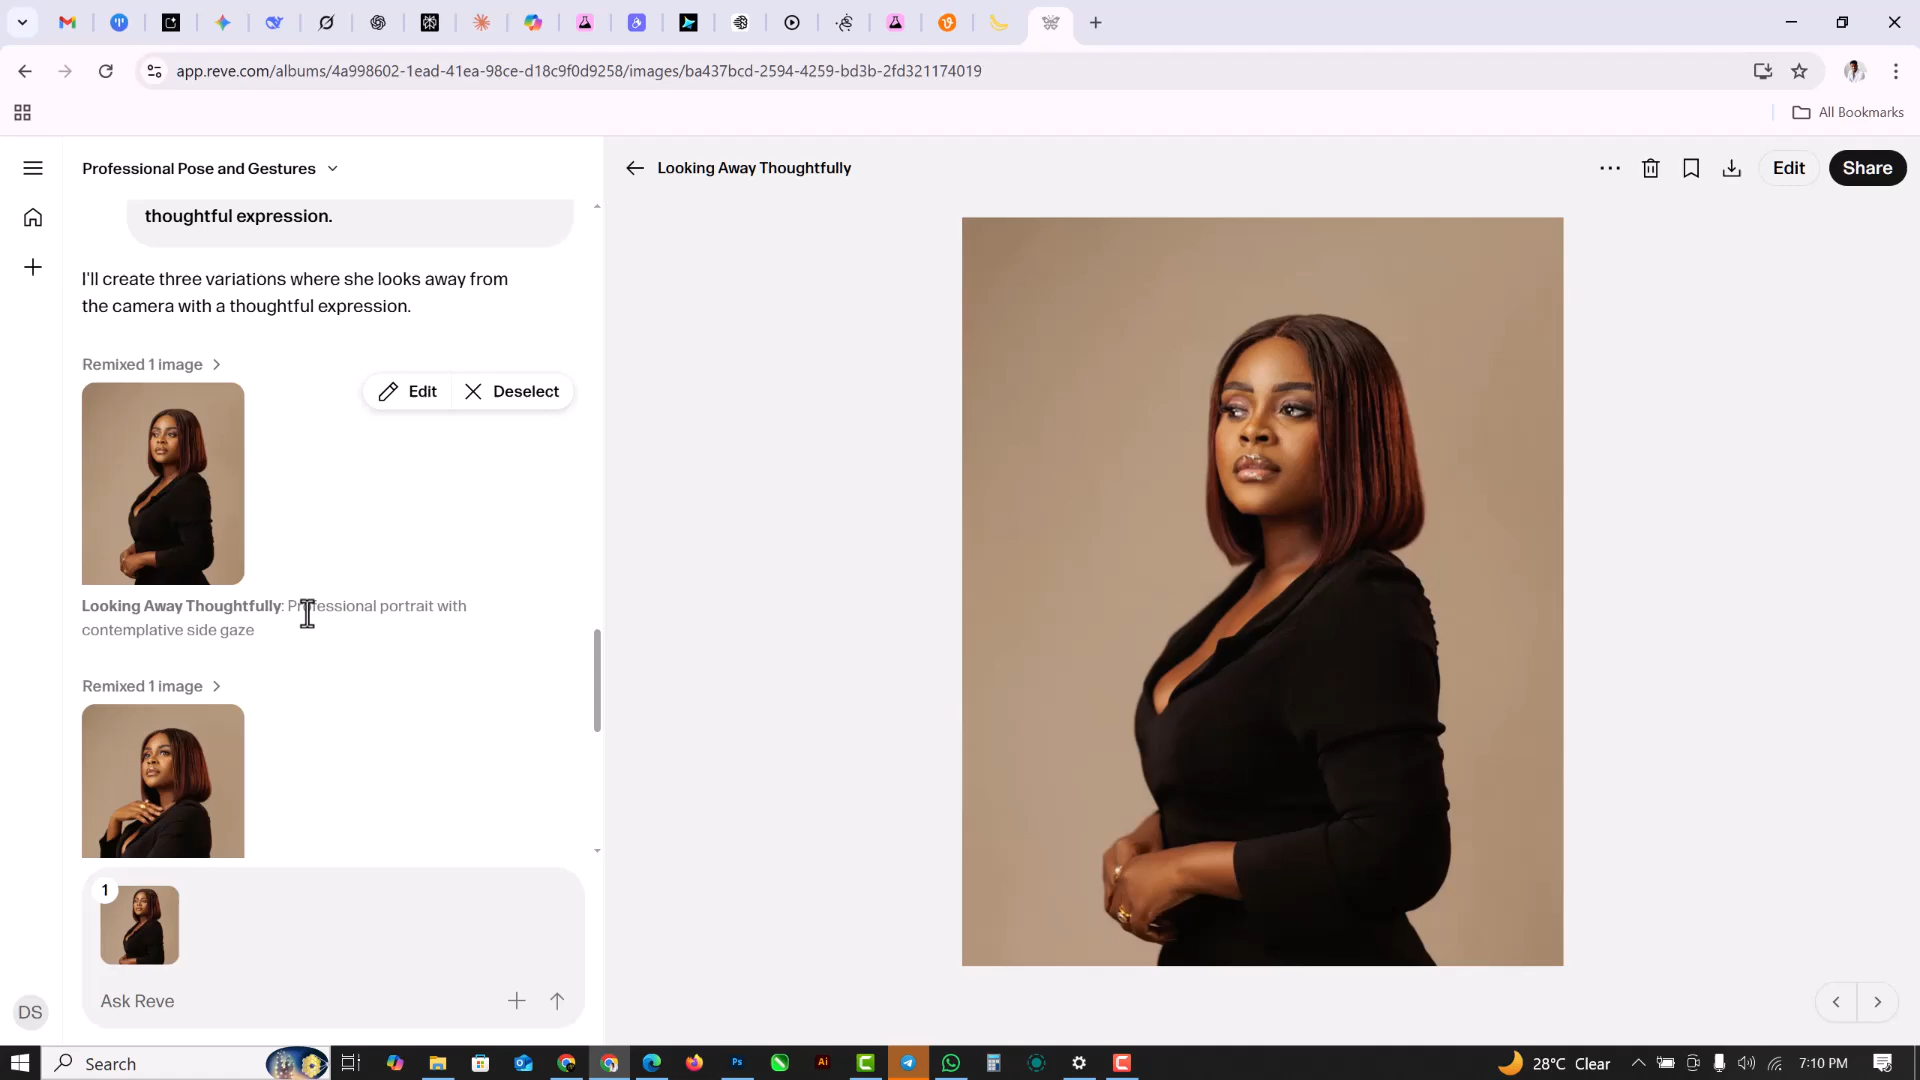 app.reve.com/albums/4a998602-1ead-41ea-98ce-d18c9f0d9258/images/ba437bcd-2594-4259-bd3b-2fd321174019
All Bookmarks
Professional Pose and Gestures
Looking Away Thoughtfully
Edit
Share
thoughtful expression.
I'll create three variations where she looks away from
the camera with a thoughtful expression.
Remixed 1 image
Edit
Deselect
Looking Away Thoughtfully: Professional portrait with
contemplative side gaze
Remixed 1 image
1
Ask Reve
DS
Search
Ps
Ai
28°C Clear
7:10 PM